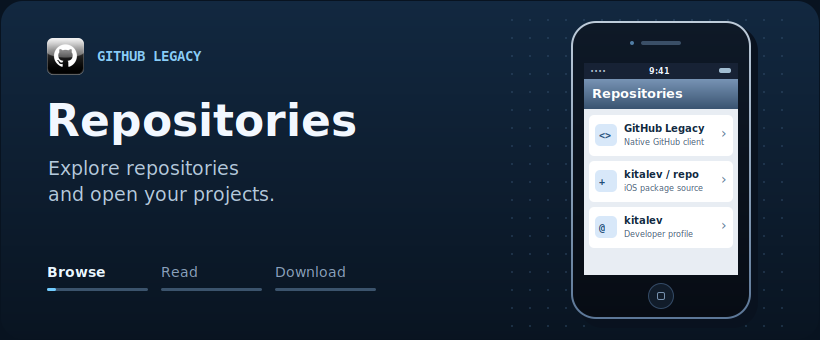 GITHUB LEGACY
Repositories
Explore repositories
and open your projects.
Browse
Read
Download
9:41
Repositories
<>
GitHub Legacy
Native GitHub client
›
+
kitalev / repo
iOS package source
›
@
kitalev
Developer profile
›